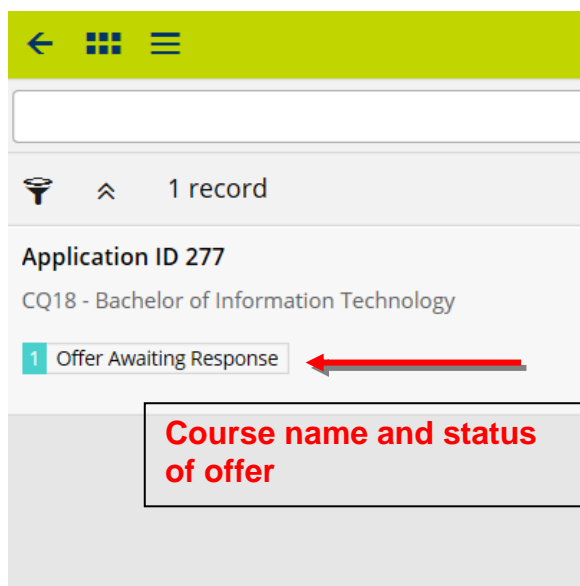 1 record
Application ID 277
CQ18 - Bachelor of Information Technology
1 Offer Awaiting Response
Course name and status
of offer